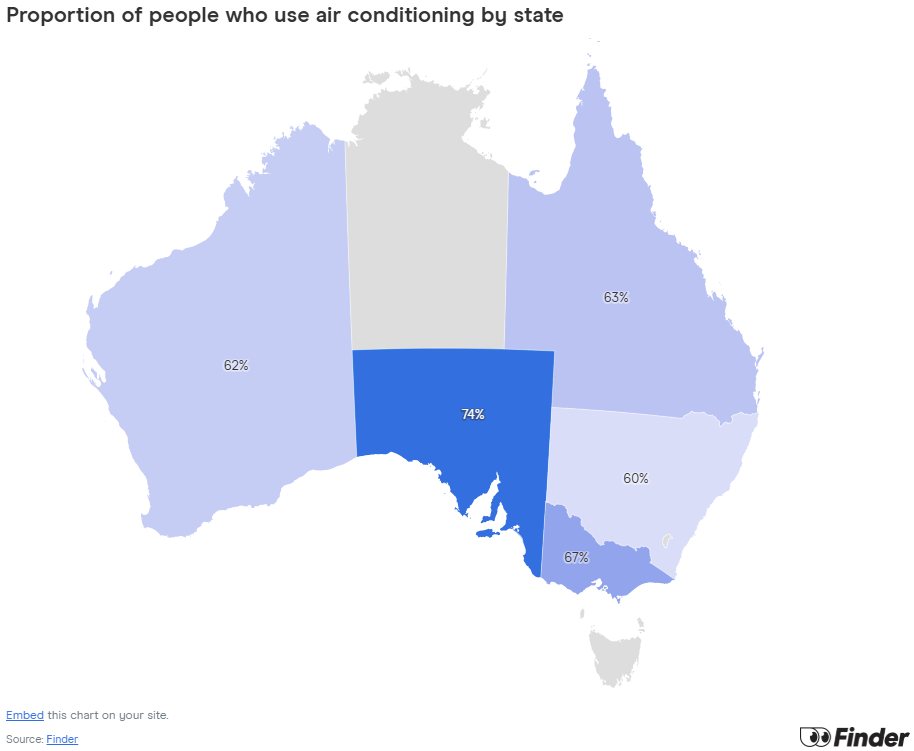 Proportion of people who use air conditioning by state
63%
62%
74%
60%
67%
Embed this chart on your site.
Source: Finder
Finder